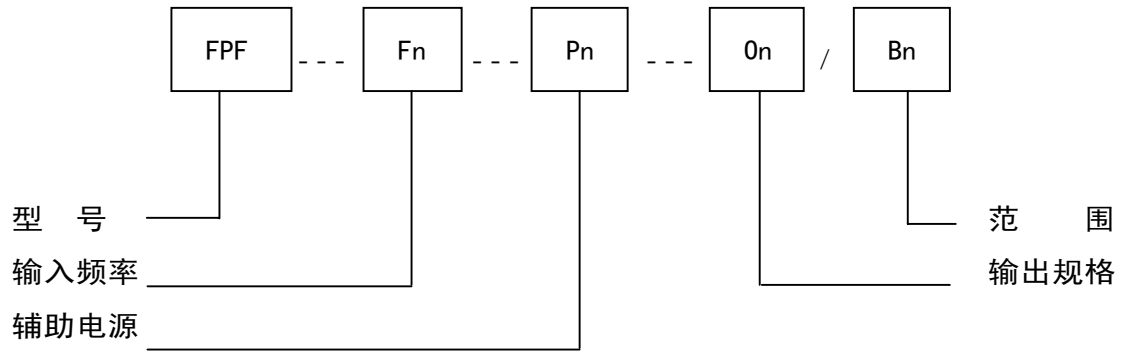 FPF --- Fn --- Pn --- On / Bn
型 号 范 围
输入频率 输出规格
辅助电源